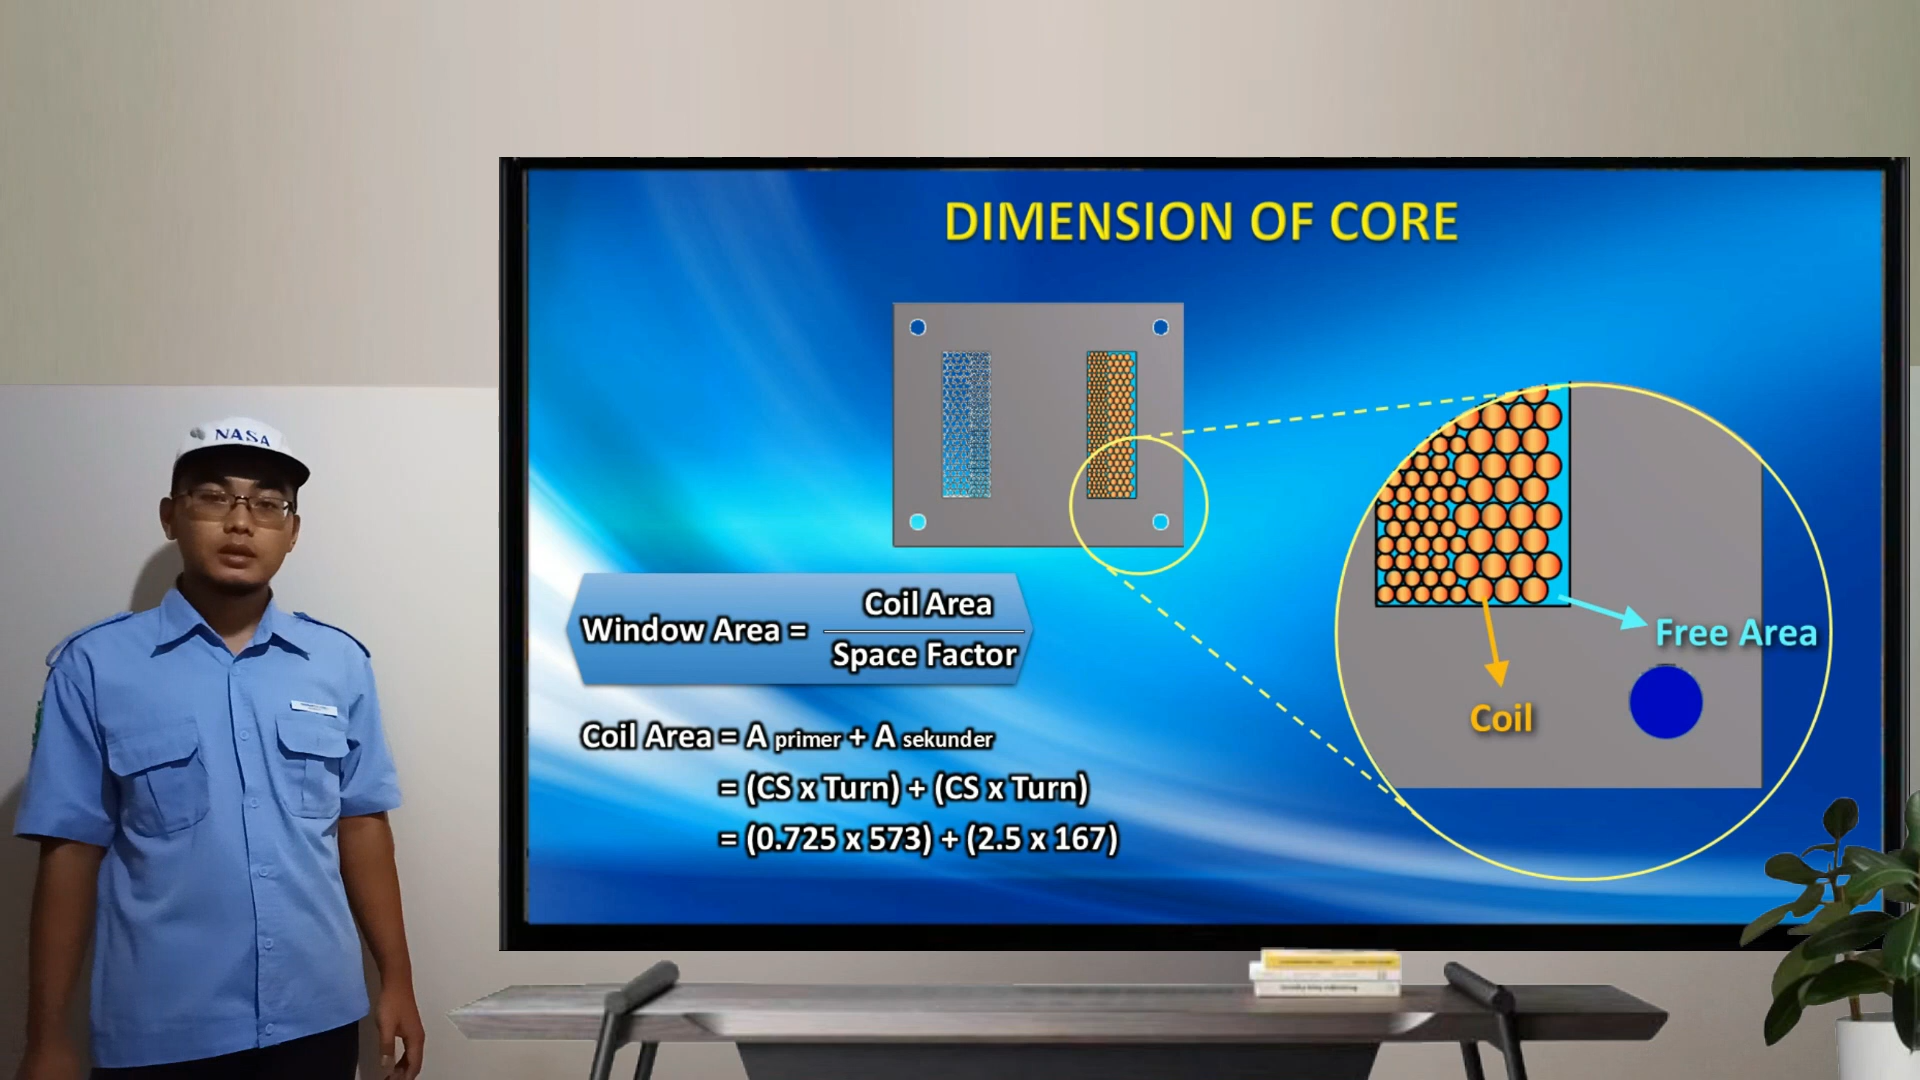 NASA
DIMENSION OF CORE
Window Area = Coil Area
Space Factor
Coil Area = A primer + A sekunder
= (CS x Turn) + (CS x Turn)
= (0.725 x 573) + (2.5 x 167)
Free Area
Coil